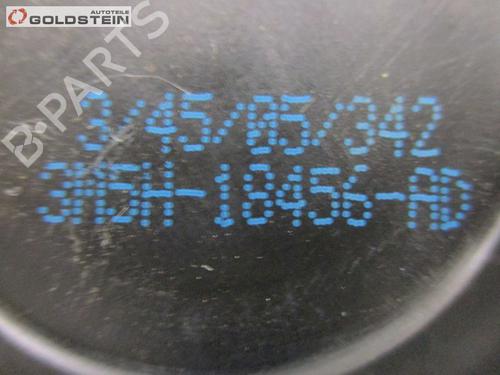 AUTOTEILE
GOLDSTEIN
B-PARTS
3/45/05/342
3M5H-18456-AD